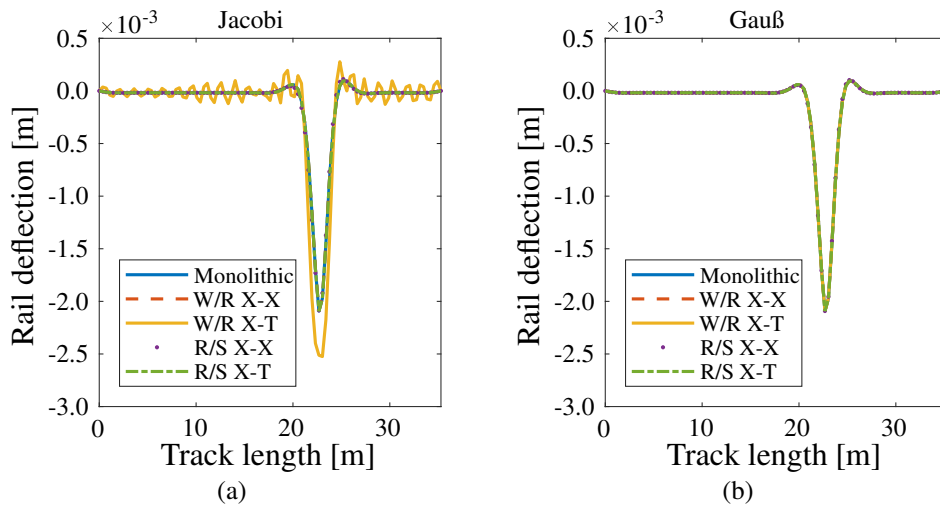 ×10⁻³
Jacobi
0.5
0.0
-0.5
-1.0
-1.5
-2.0
-2.5
-3.0
Rail deflection [m]
Monolithic
W/R X-X
W/R X-T
R/S X-X
R/S X-T
0
10
20
30
Track length [m]
(a)
×10⁻³
Gauß
0.5
0.0
-0.5
-1.0
-1.5
-2.0
-2.5
-3.0
Rail deflection [m]
Monolithic
W/R X-X
W/R X-T
R/S X-X
R/S X-T
0
10
20
30
Track length [m]
(b)